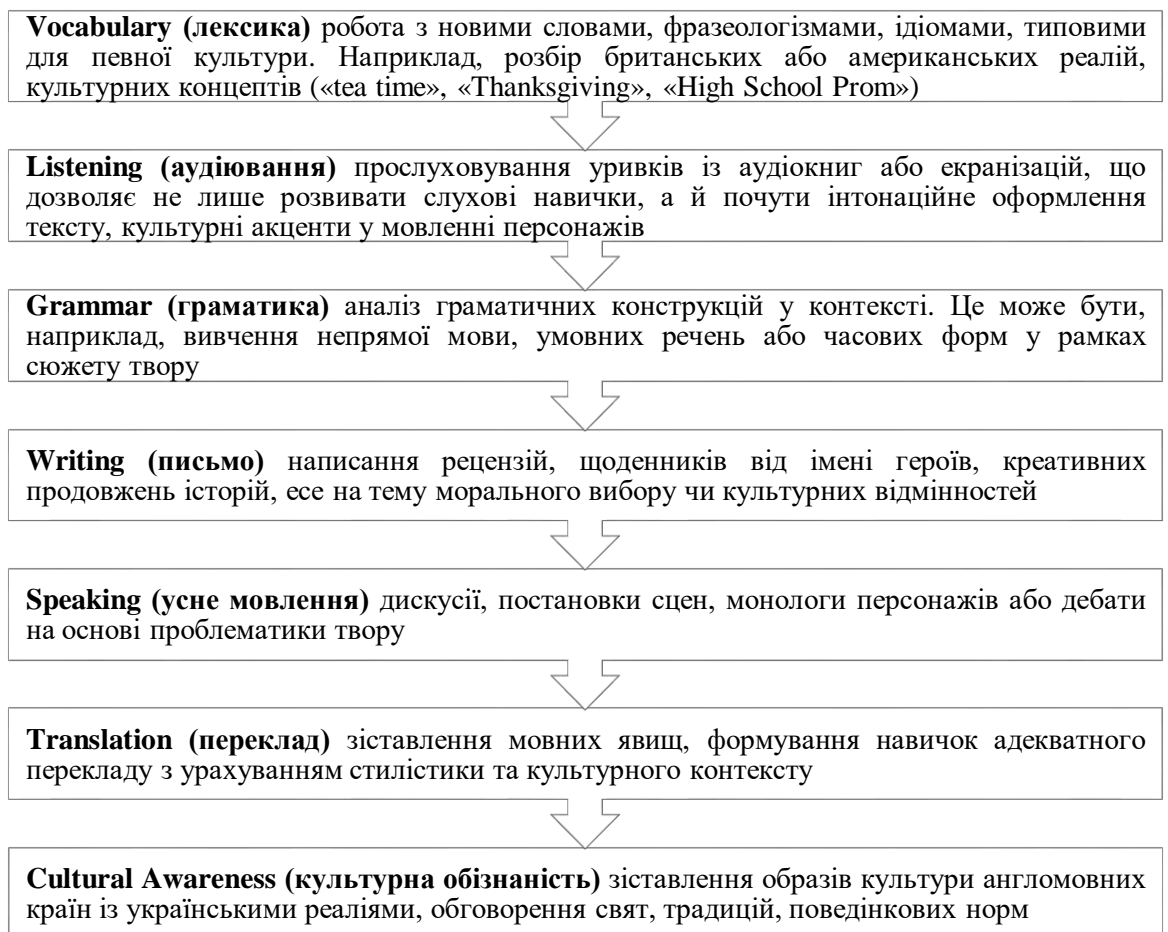 Vocabulary (лексика) робота з новими словами, фразеологізмами, ідіомами, типовими
для певної культури. Наприклад, розбір британських або американських реалій,
культурних концептів («tea time», «Thanksgiving», «High School Prom»)
Listening (аудіювання) прослуховування уривків із аудіокниг або екранізацій, що
дозволяє не лише розвивати слухові навички, а й почути інтонаційне оформлення
тексту, культурні акценти у мовленні персонажів
Grammar (граматика) аналіз граматичних конструкцій у контексті. Це може бути,
наприклад, вивчення непрямої мови, умовних речень або часових форм у рамках
сюжету твору
Writing (письмо) написання рецензій, щоденників від імені героїв, креативних
продовжень історій, есе на тему морального вибору чи культурних відмінностей
Speaking (усне мовлення) дискусії, постановки сцен, монологи персонажів або дебати
на основі проблематики твору
Translation (переклад) зіставлення мовних явищ, формування навичок адекватного
перекладу з урахуванням стилістики та культурного контексту
Cultural Awareness (культурна обізнаність) зіставлення образів культури англомовних
країн із українськими реаліями, обговорення свят, традицій, поведінкових норм